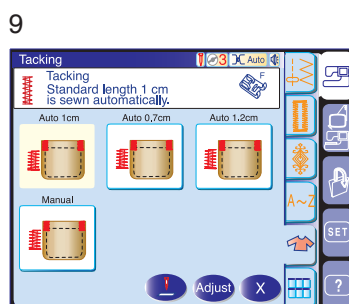 9
Tacking
3
Auto
Tacking
Standard length 1 cm
is sewn automatically.
F
Auto 1cm
Auto 0,7cm
Auto 1.2cm
Manual
A~Z
SET
Adjust
X
?